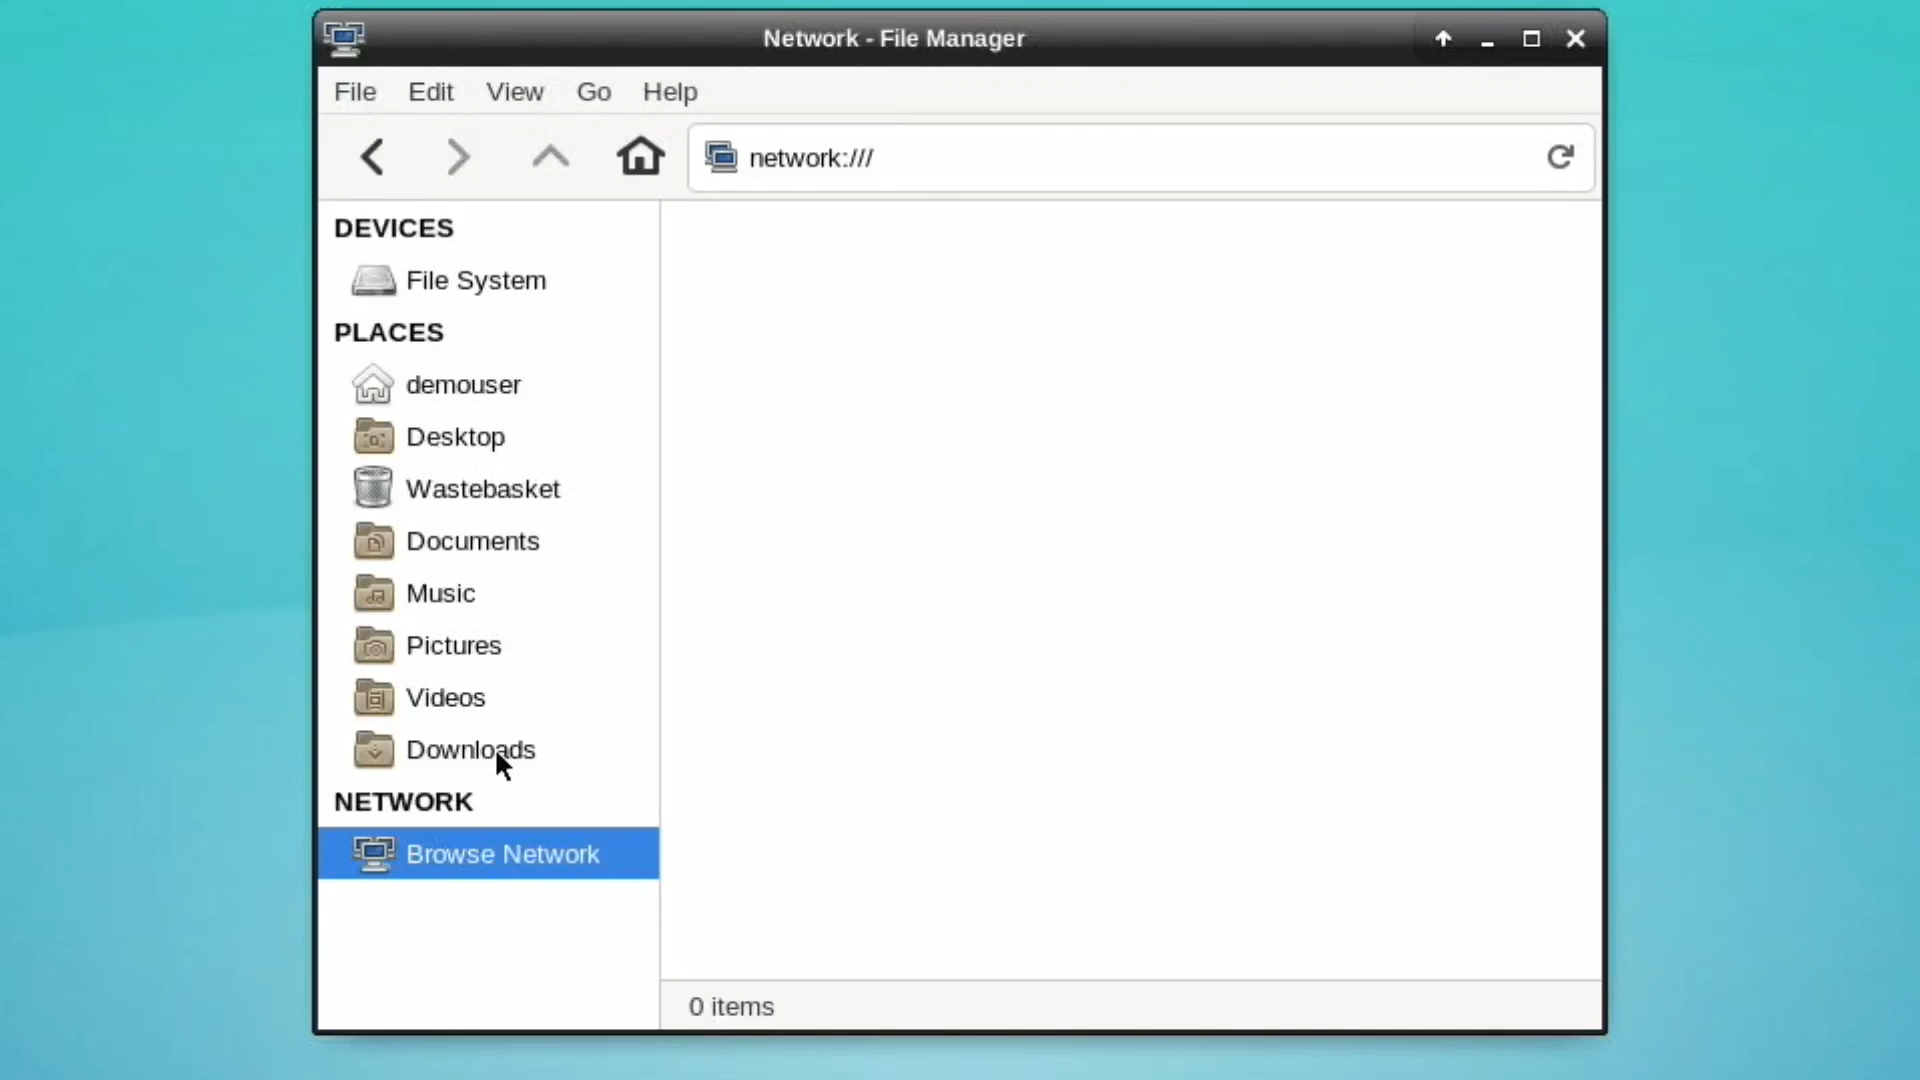 Network - File Manager
File Edit View Go Help
network:///
DEVICES
File System
PLACES
demouser
Desktop
Wastebasket
Documents
Music
Pictures
Videos
Downloads
NETWORK
Browse Network
0 items